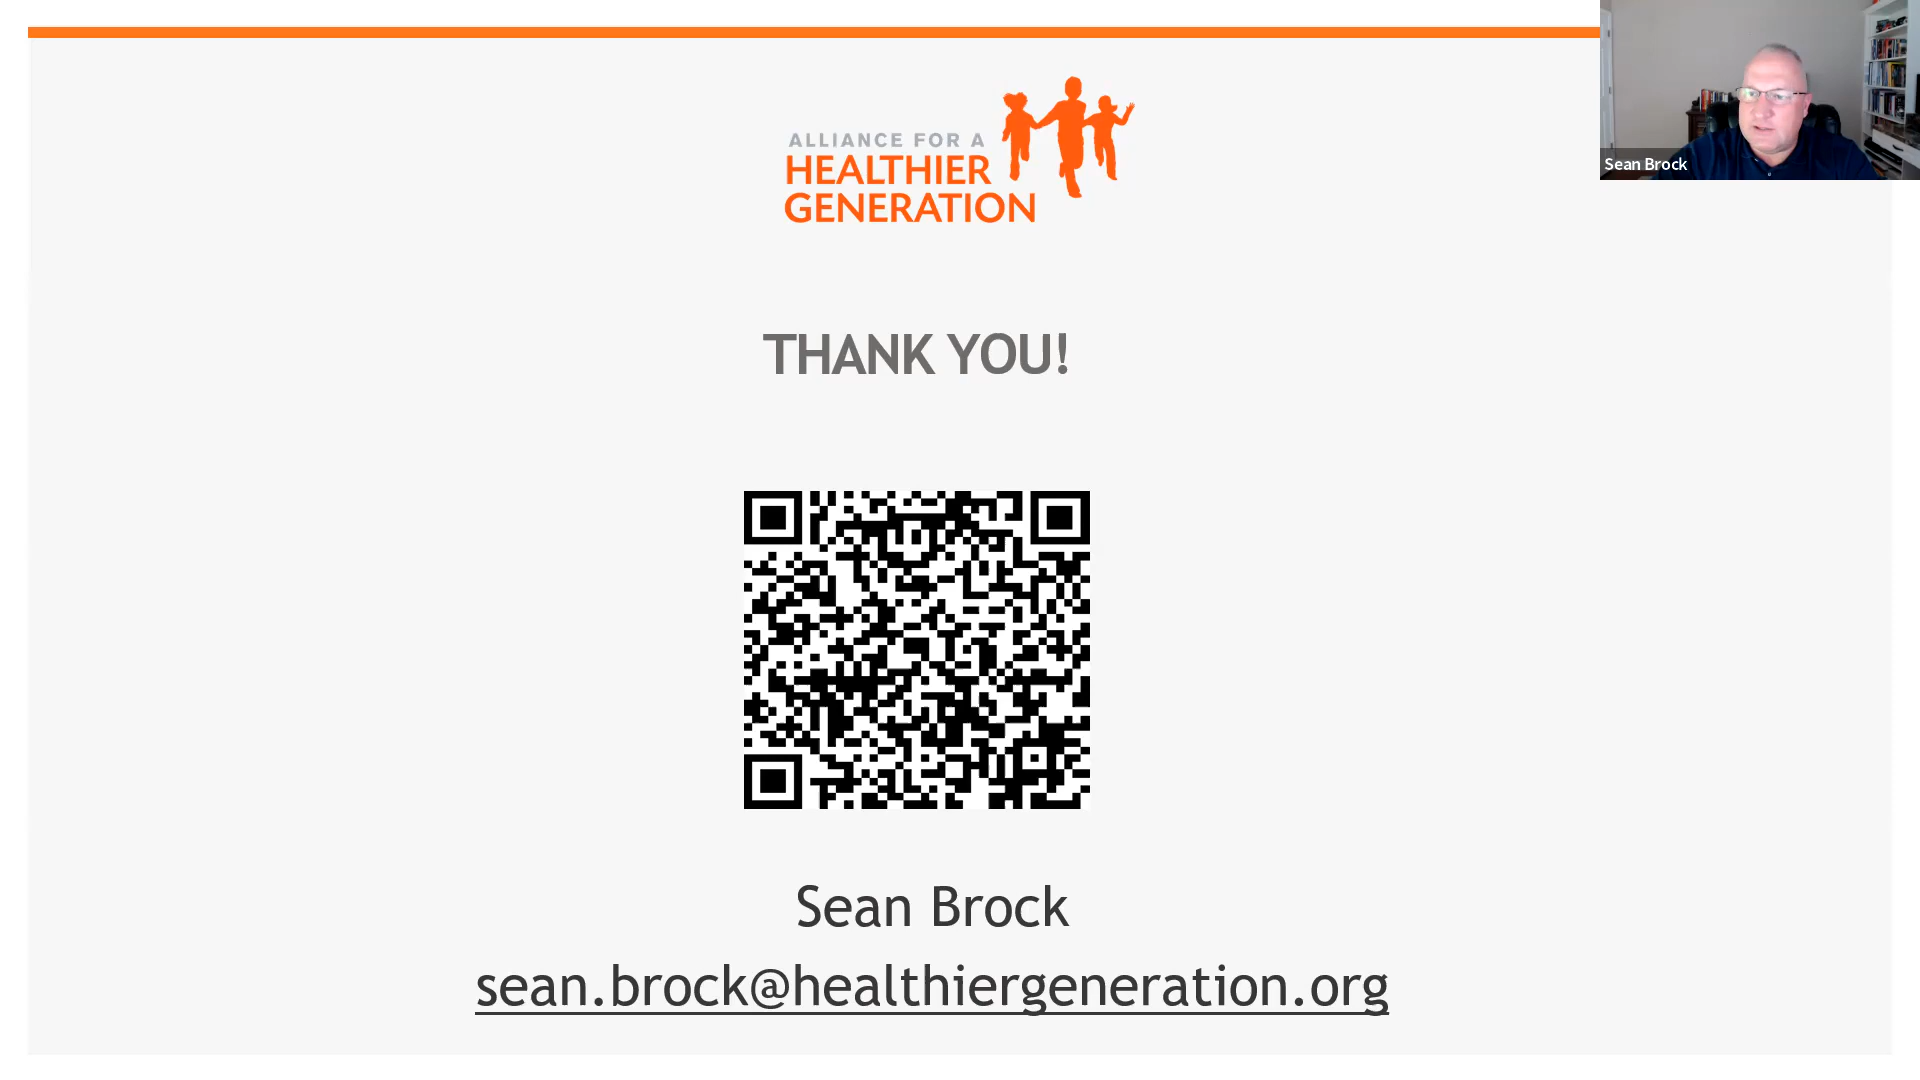 ALLIANCE FOR A
HEALTHIER
GENERATION
Sean Brock
THANK YOU!
Sean Brock
sean.brock@healthiergeneration.org